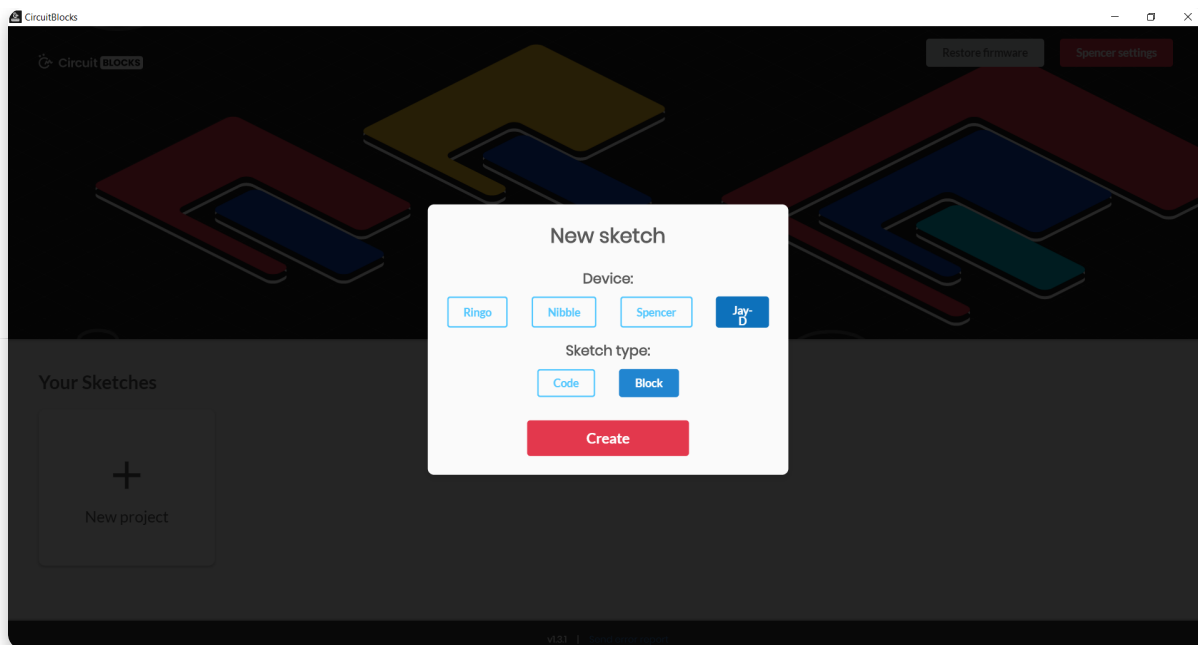 CircuitBlocks
Circuit BLOCKS
Restore firmware
Spencer settings
New sketch
Device:
Ringo
Nibble
Spencer
Jay-
D
Sketch type:
Code
Block
Create
Your Sketches
New project
v1.3.1 |